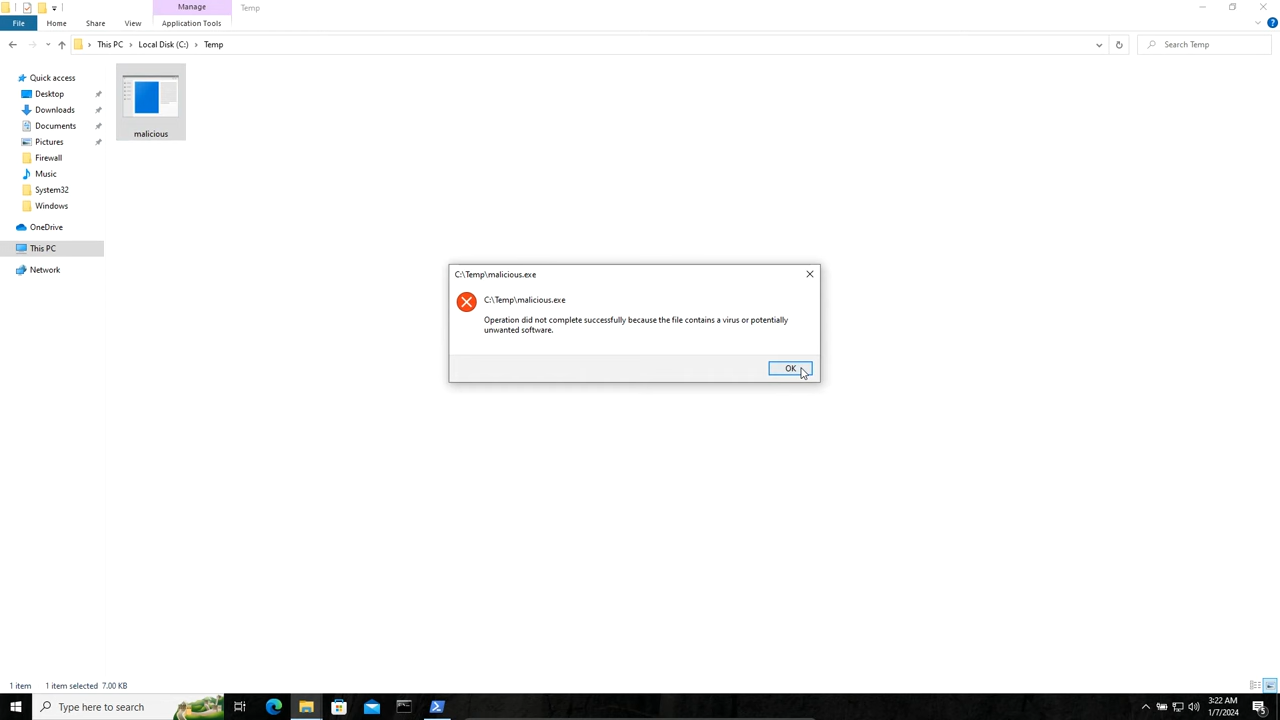 Manage
Temp
File
Home
Share
View
Application Tools
This PC
Local Disk (C:)
Temp
Search Temp
Quick access
Desktop
Downloads
Documents
Pictures
Firewall
Music
System32
Windows
OneDrive
This PC
Network
malicious
C:\Temp\malicious.exe
C:\Temp\malicious.exe
Operation did not complete successfully because the file contains a virus or potentially
unwanted software.
OK
1 item
1 item selected 7.00 KB
Type here to search
3:22 AM
1/7/2024
5